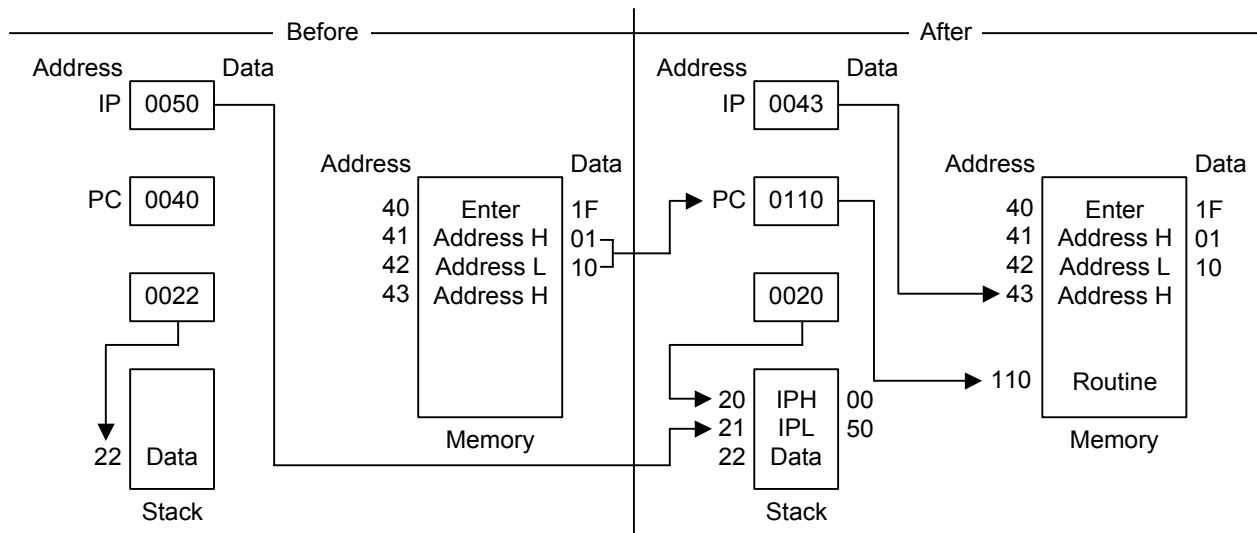 Before
Address Data
IP 0050
PC 0040
0022
22 Data
Stack
Address Data
40 Enter 1F
41 Address H 01
42 Address L 10
43 Address H
Memory
After
Address Data
IP 0043
PC 0110
0020
20 IPH 00
21 IPL 50
22 Data
Stack
Address Data
40 Enter 1F
41 Address H 01
42 Address L 10
43 Address H
110 Routine
Memory